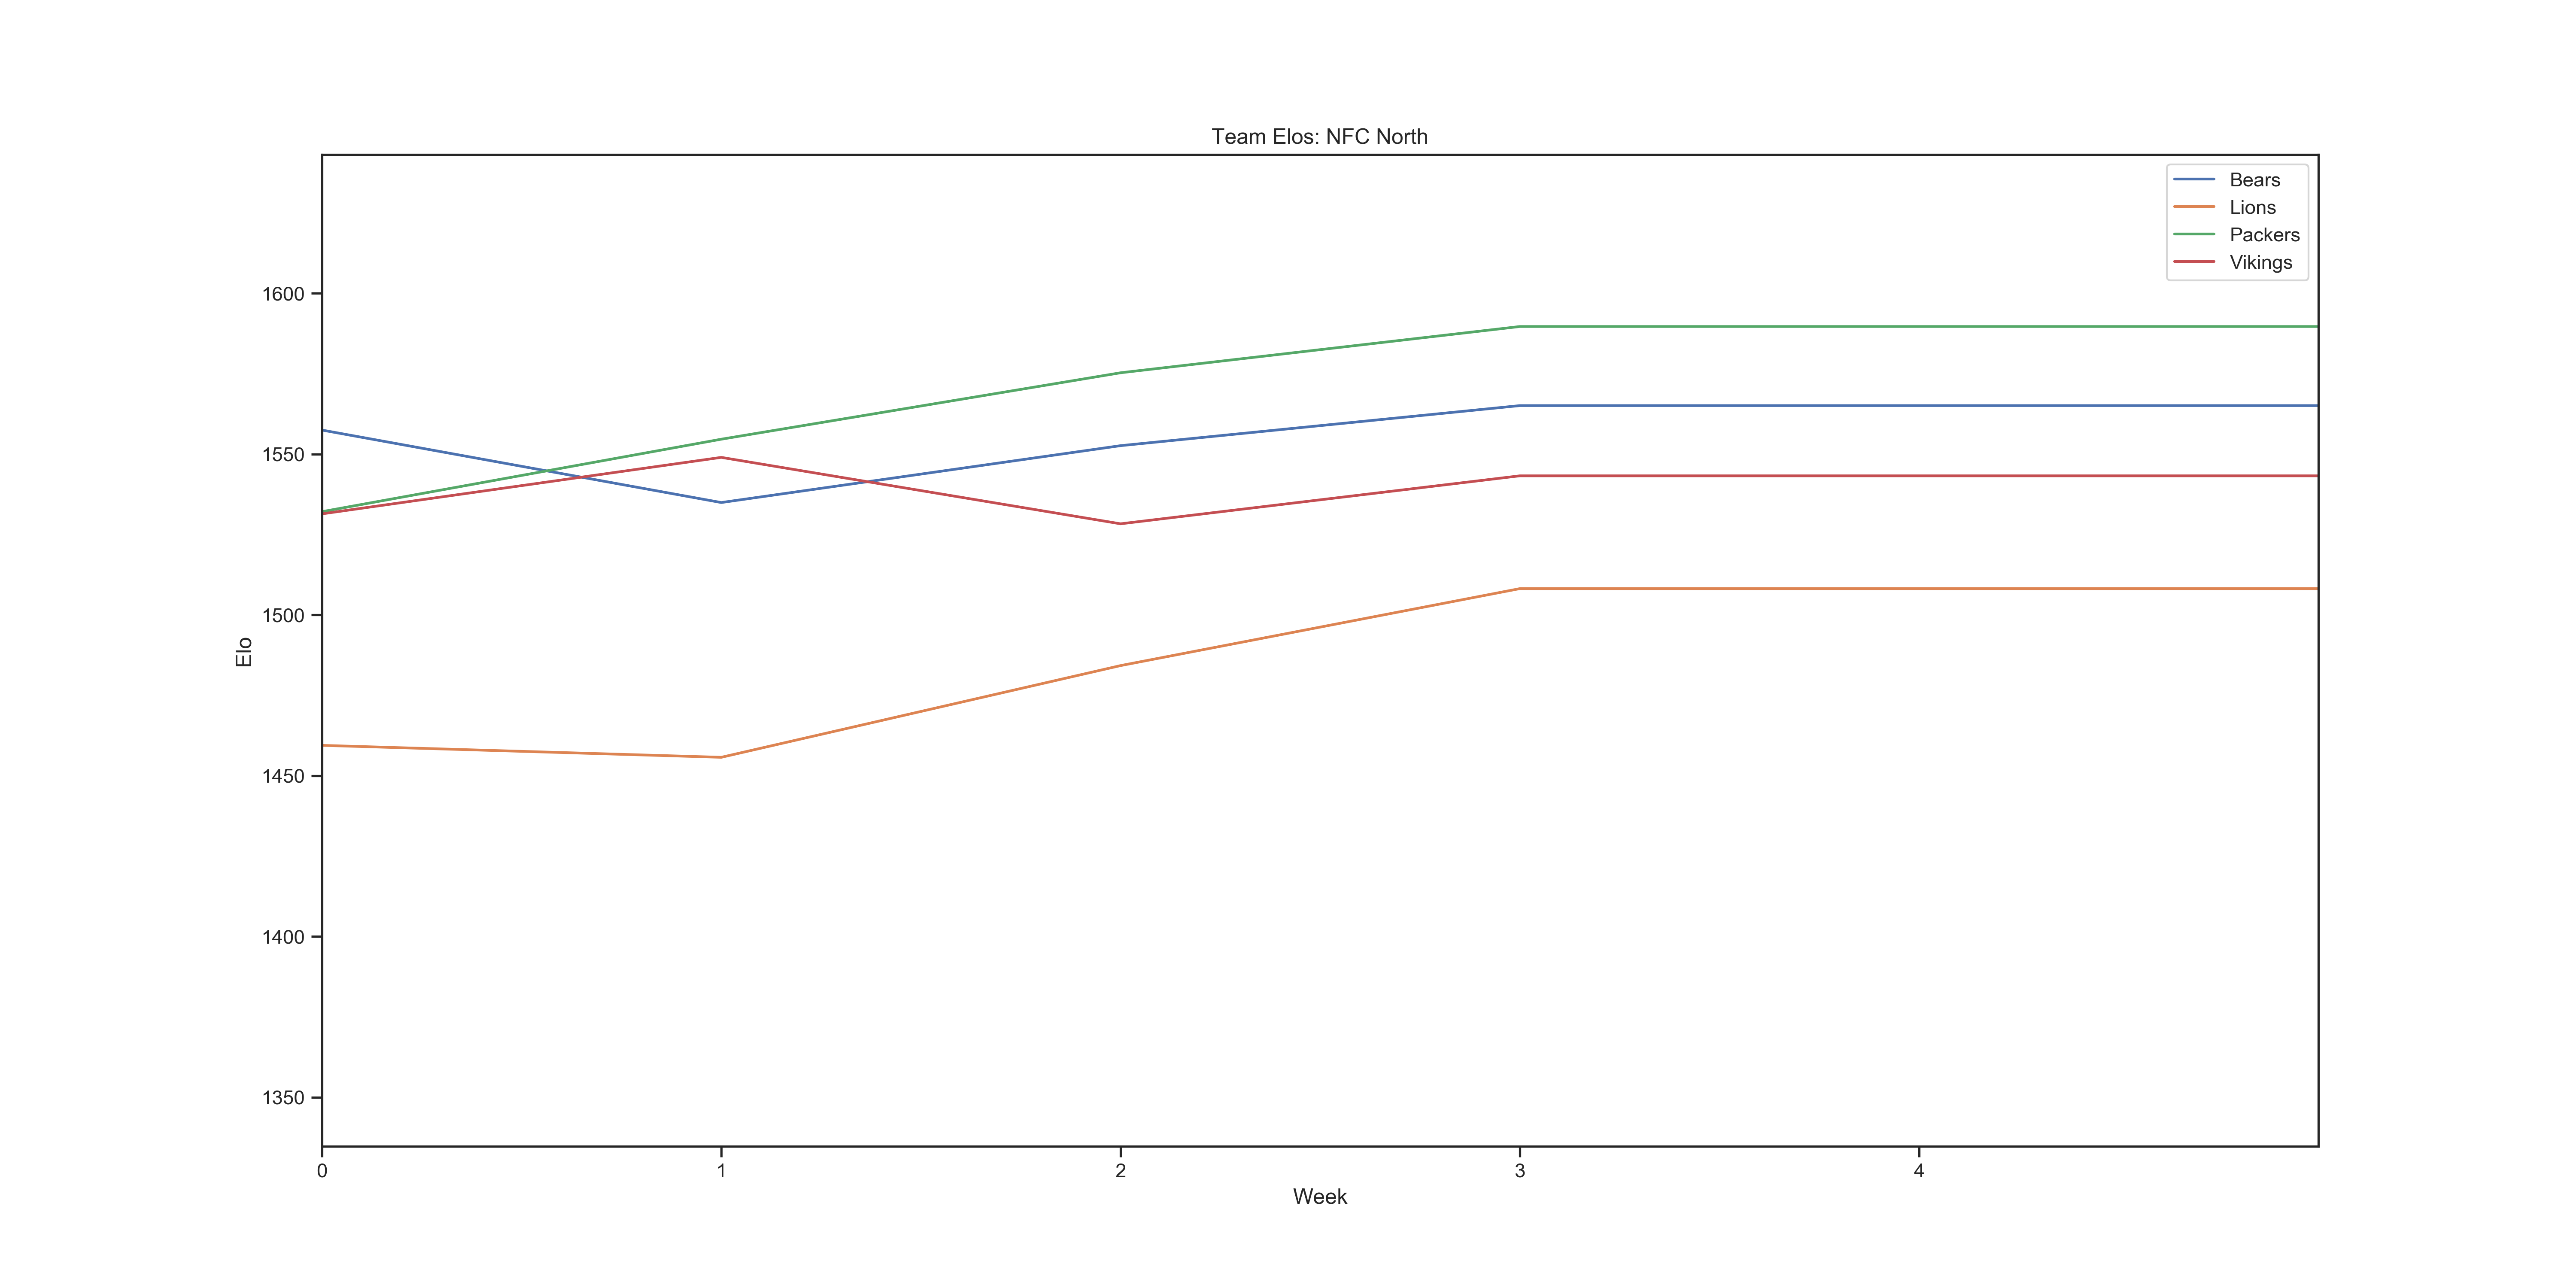 Team Elos: NFC North
Bears
Lions
Packers
Vikings
1600
1550
1500
1450
1400
1350
Elo
0 1 2 3 4
Week